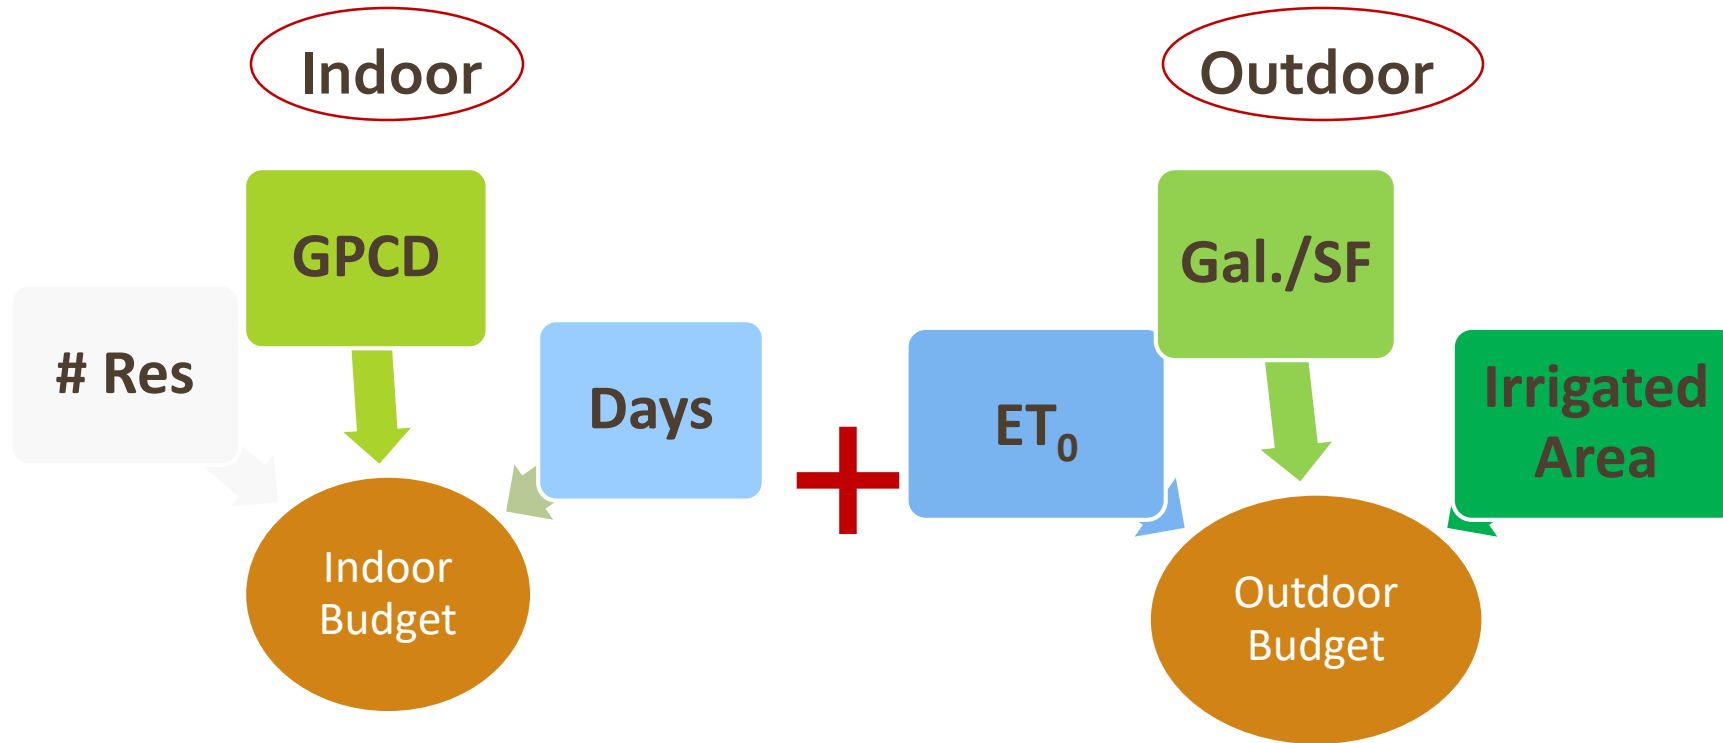 Indoor
Outdoor
GPCD
# Res
Days
Indoor
Budget
+
Gal./SF
ET₀
Irrigated
Area
Outdoor
Budget